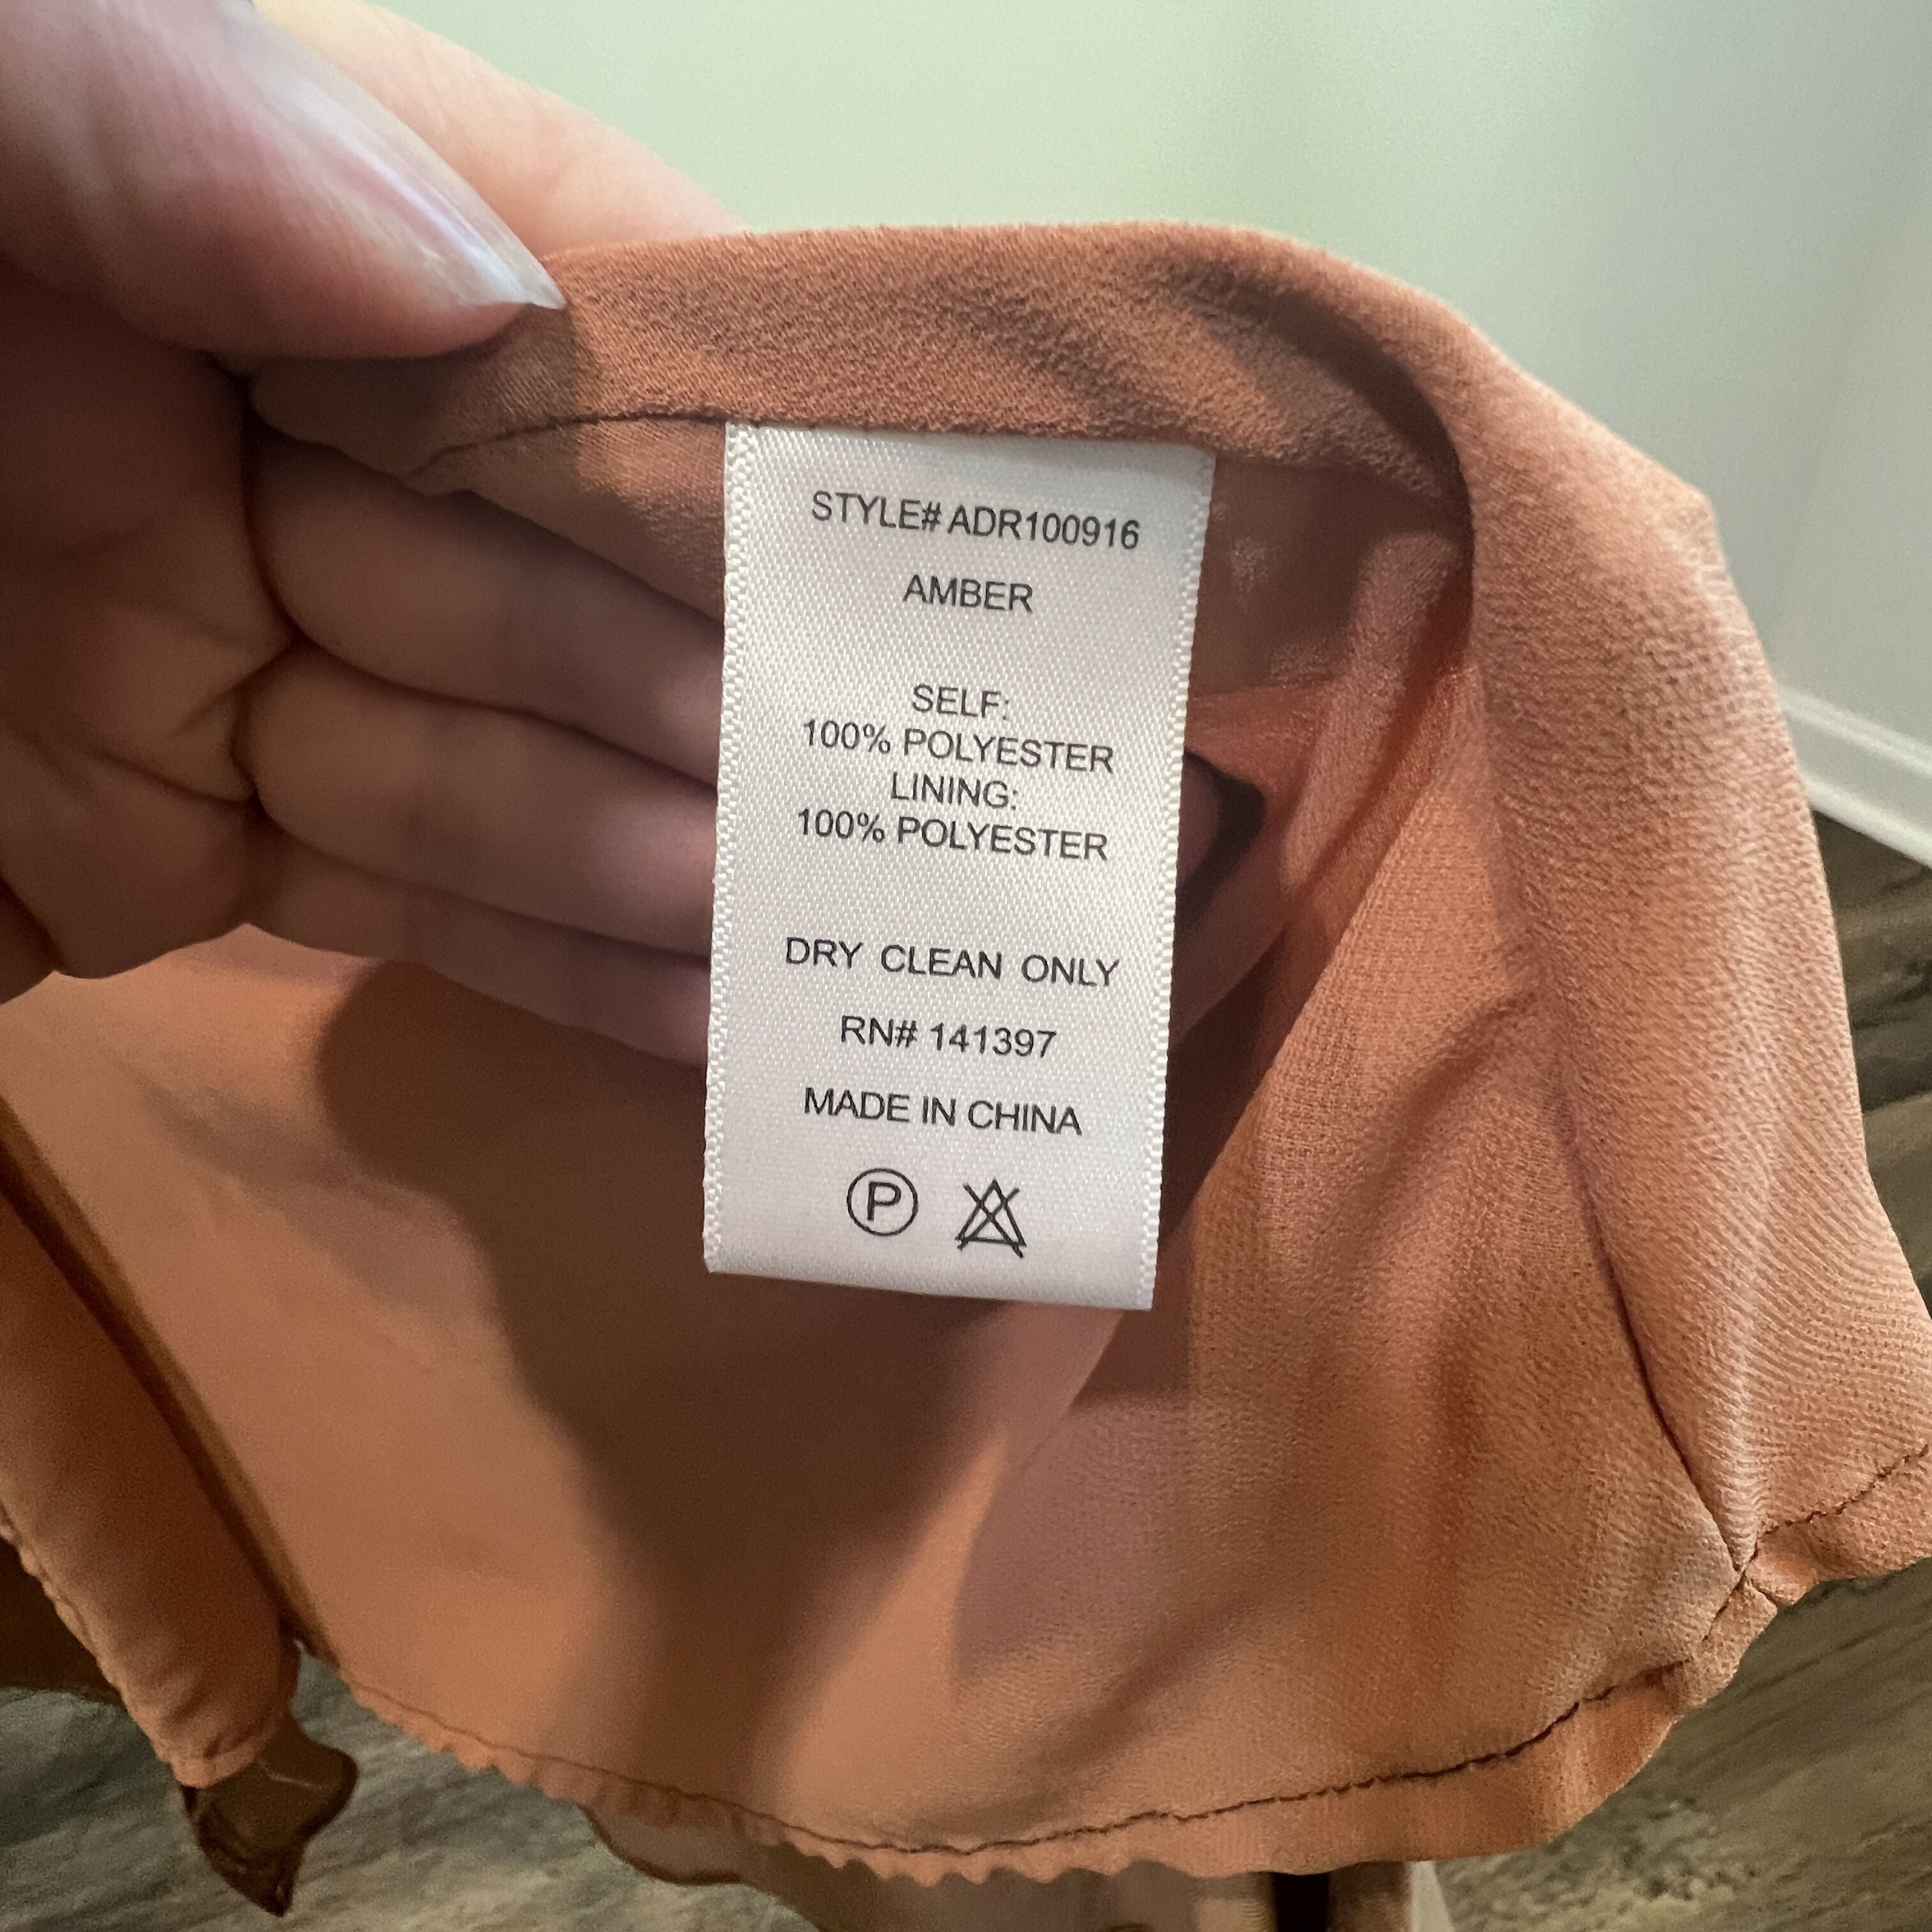 STYLE# ADR100916
AMBER
SELF:
100% POLYESTER
LINING:
100% POLYESTER
DRY CLEAN ONLY
RN# 141397
MADE IN CHINA
P